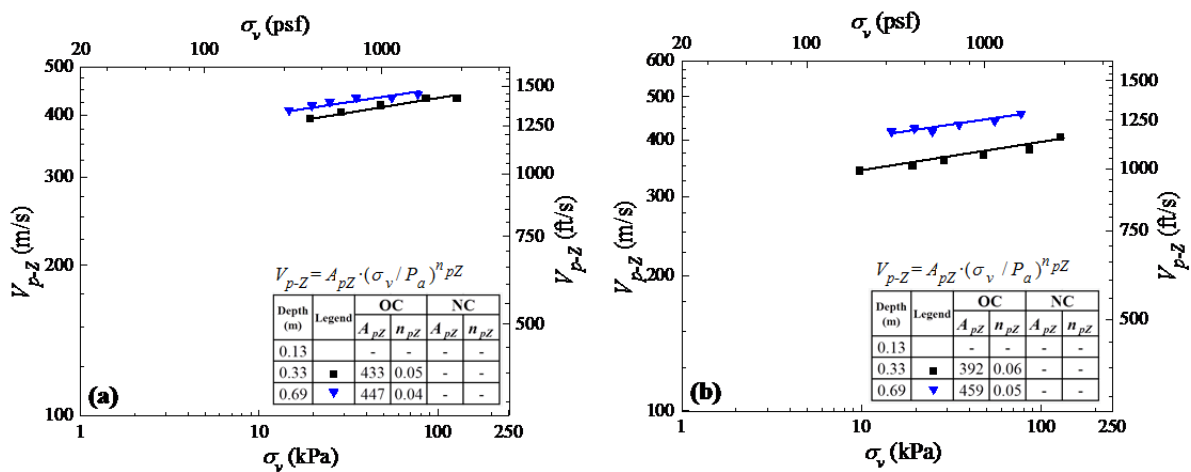 σv (psf)
20 100 1000
500
400
300
200
100
1400
1250
1000
750
500
Vp-Z (m/s)
Vp-Z (ft/s)
Vp-Z = ApZ·(σv/Pa)^npZ
Depth (m) Legend OC NC
ApZ npZ ApZ npZ
0.13 - - - -
0.33 433 0.05 - -
0.69 447 0.04 - -
(a)
1 10 100 250
σv (kPa)
σv (psf)
20 100 1000
600
500
400
300
200
100
1500
1250
1000
750
500
Vp-Z (m/s)
Vp-Z (ft/s)
Vp-Z = ApZ·(σv/Pa)^npZ
Depth (m) Legend OC NC
ApZ npZ ApZ npZ
0.13 - - - -
0.33 392 0.06 - -
0.69 459 0.05 - -
(b)
1 10 100 250
σv (kPa)